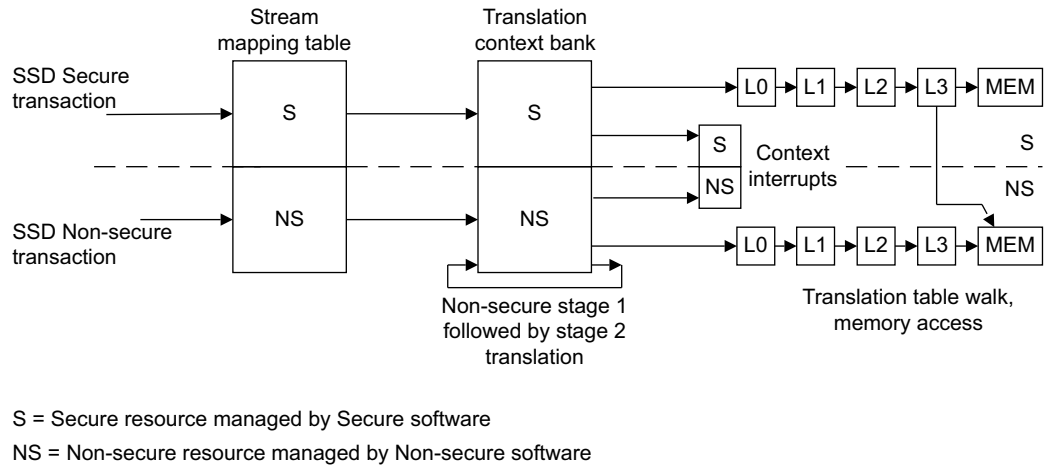 Stream
mapping table
Translation
context bank
SSD Secure
transaction
S
S
L0
L1
L2
L3
MEM
S
NS
Context
interrupts
S
NS
SSD Non-secure
transaction
NS
NS
L0
L1
L2
L3
MEM
Non-secure stage 1
followed by stage 2
translation
Translation table walk,
memory access
S = Secure resource managed by Secure software
NS = Non-secure resource managed by Non-secure software